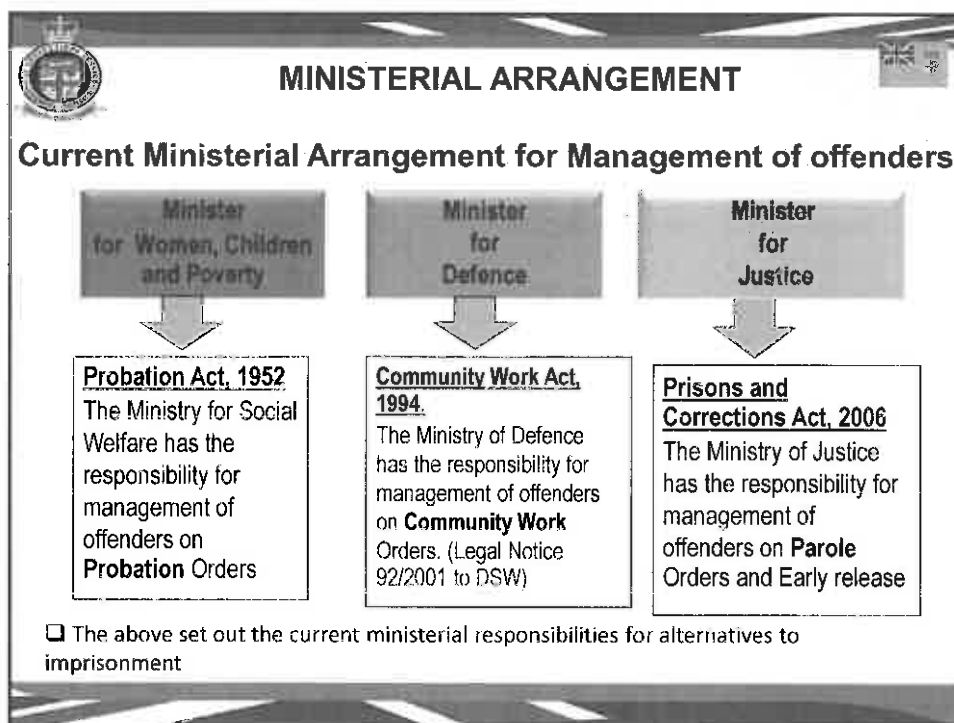 MINISTERIAL ARRANGEMENT
Current Ministerial Arrangement for Management of offenders
Minister
for Women, Children
and Poverty
Minister
for
Defence
Minister
for
Justice
Probation Act, 1952
The Ministry for Social
Welfare has the
responsibility for
management of
offenders on
Probation Orders
Community Work Act,
1994.
The Ministry of Defence
has the responsibility for
management of offenders
on Community Work
Orders. (Legal Notice
92/2001 to DSW)
Prisons and
Corrections Act, 2006
The Ministry of Justice
has the responsibility for
management of
offenders on Parole
Orders and Early release
❑ The above set out the current ministerial responsibilities for alternatives to
imprisonment